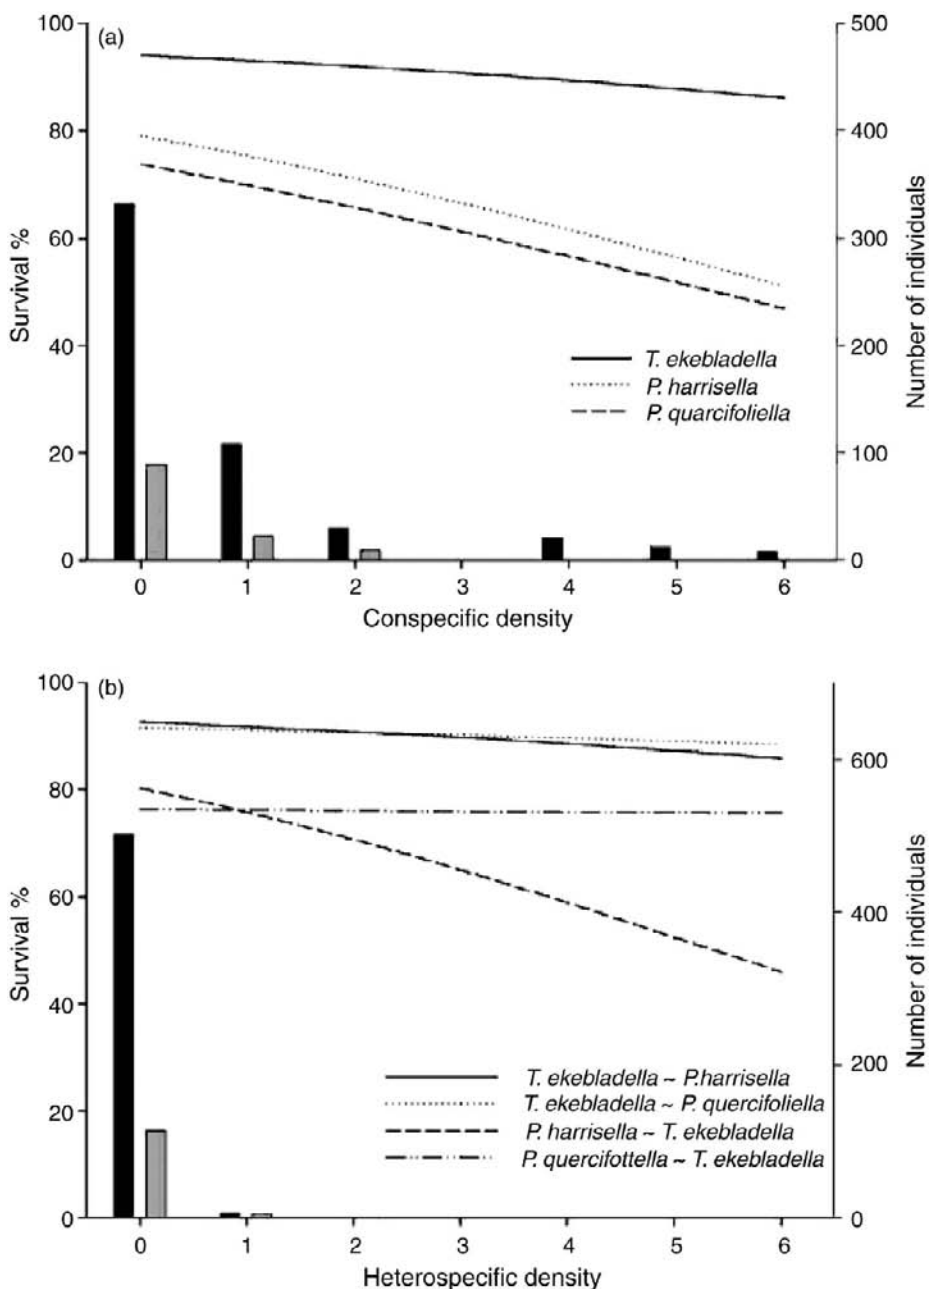 (a)
100
80
60
40
20
0
Survival %
500
400
300
200
100
0
Number of individuals
T. ekebladella
P. harrisella
P. quarcifoliella
0 1 2 3 4 5 6
Conspecific density
(b)
100
80
60
40
20
0
Survival %
600
400
200
0
Number of individuals
T. ekebladella ~ P.harrisella
T. ekebladella ~ P. quercifoliella
P. harrisella ~ T. ekebladella
P. quercifottella ~ T. ekebladella
0 1 2 3 4 5 6
Heterospecific density